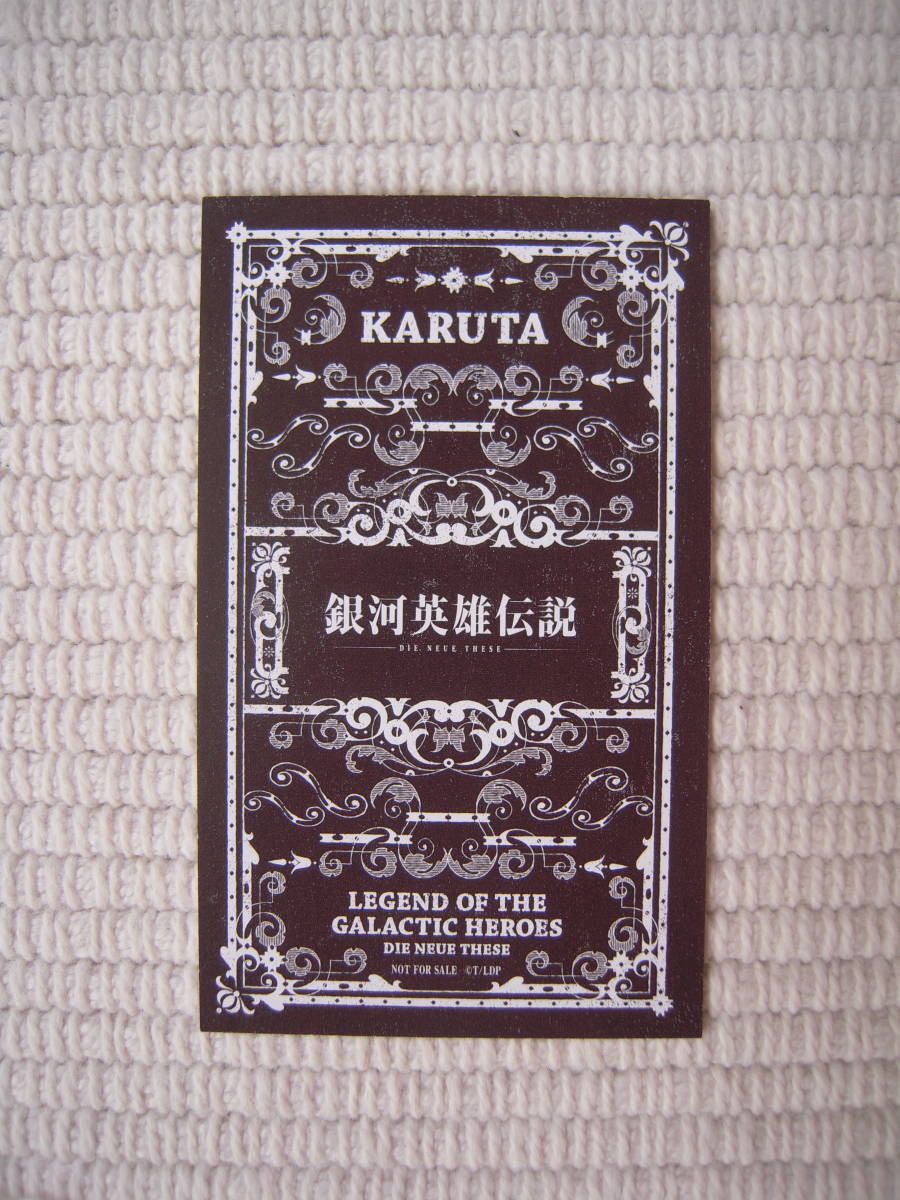 KARUTA
銀河英雄伝説
DIE NEUE THESE
LEGEND OF THE
GALACTIC HEROES
DIE NEUE THESE
NOT FOR SALE ©T/LDP